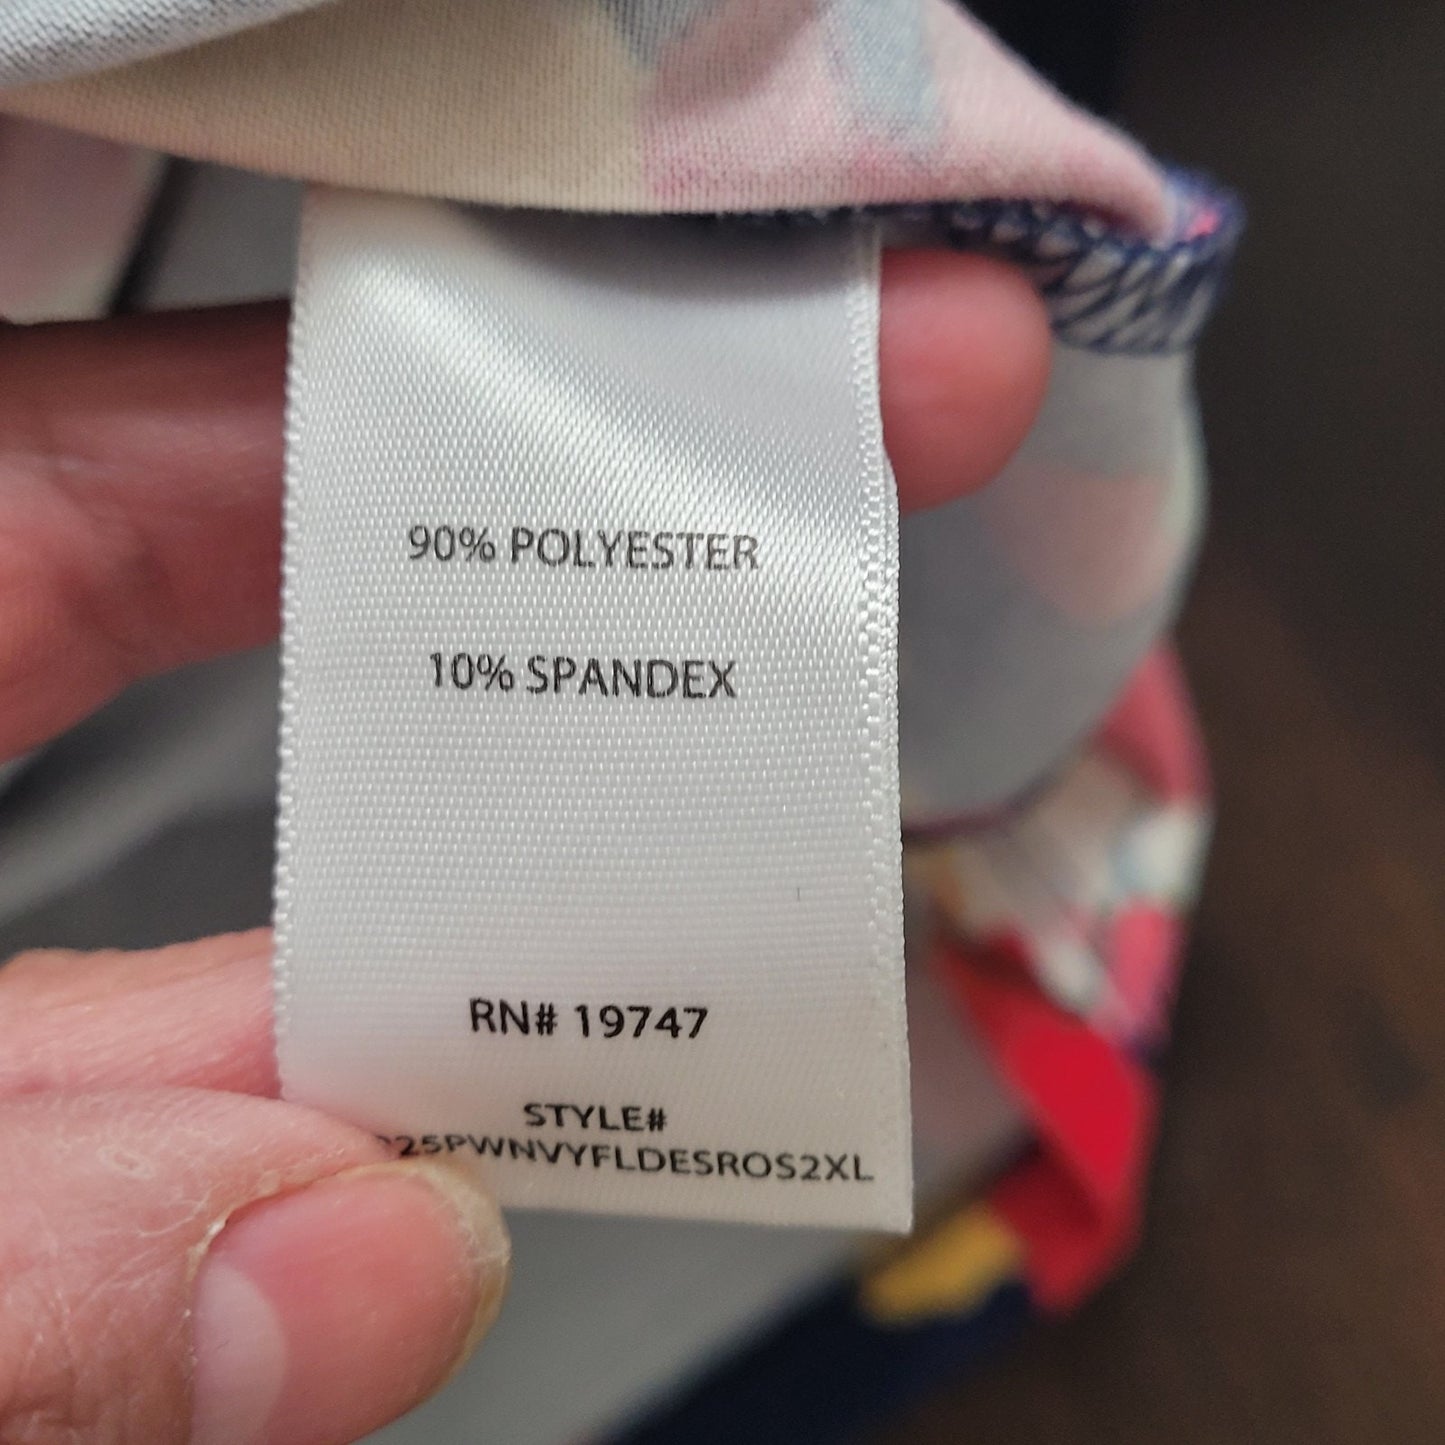 90% POLYESTER
10% SPANDEX
RN# 19747
STYLE#
25PWNVYFLDESROS2XL